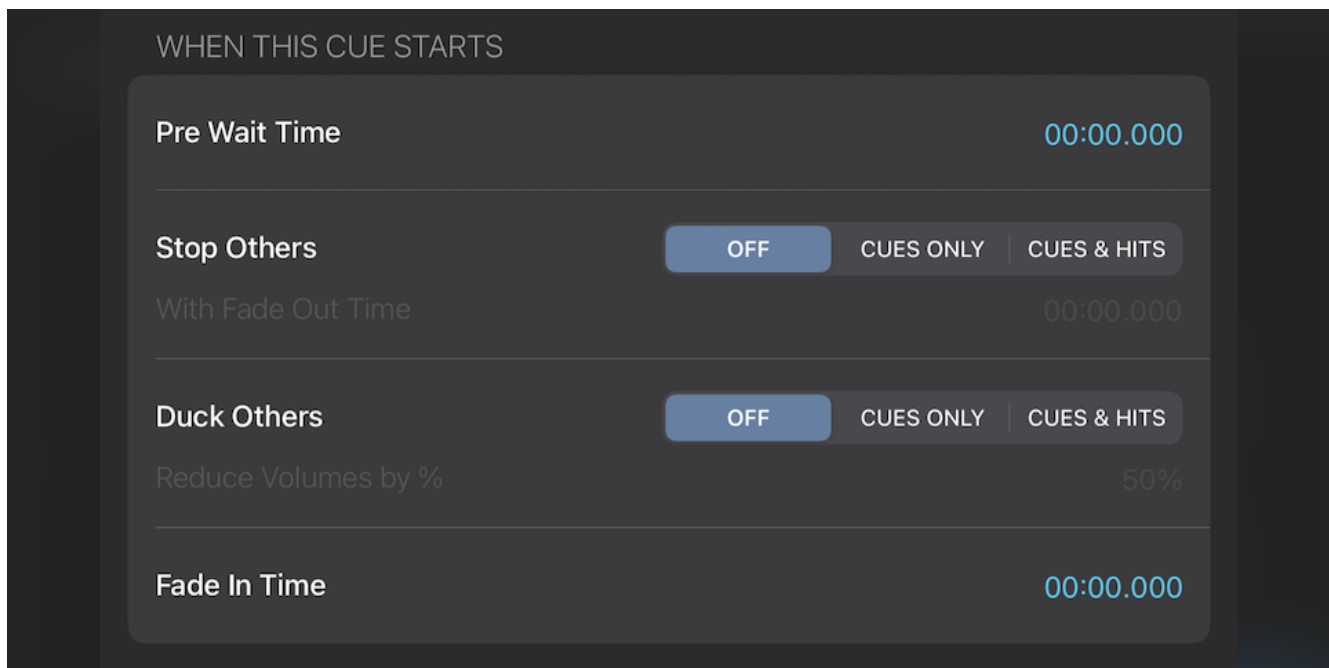 WHEN THIS CUE STARTS
Pre Wait Time 00:00.000
Stop Others OFF CUES ONLY CUES & HITS
With Fade Out Time 00:00.000
Duck Others OFF CUES ONLY CUES & HITS
Reduce Volumes by % 50%
Fade In Time 00:00.000